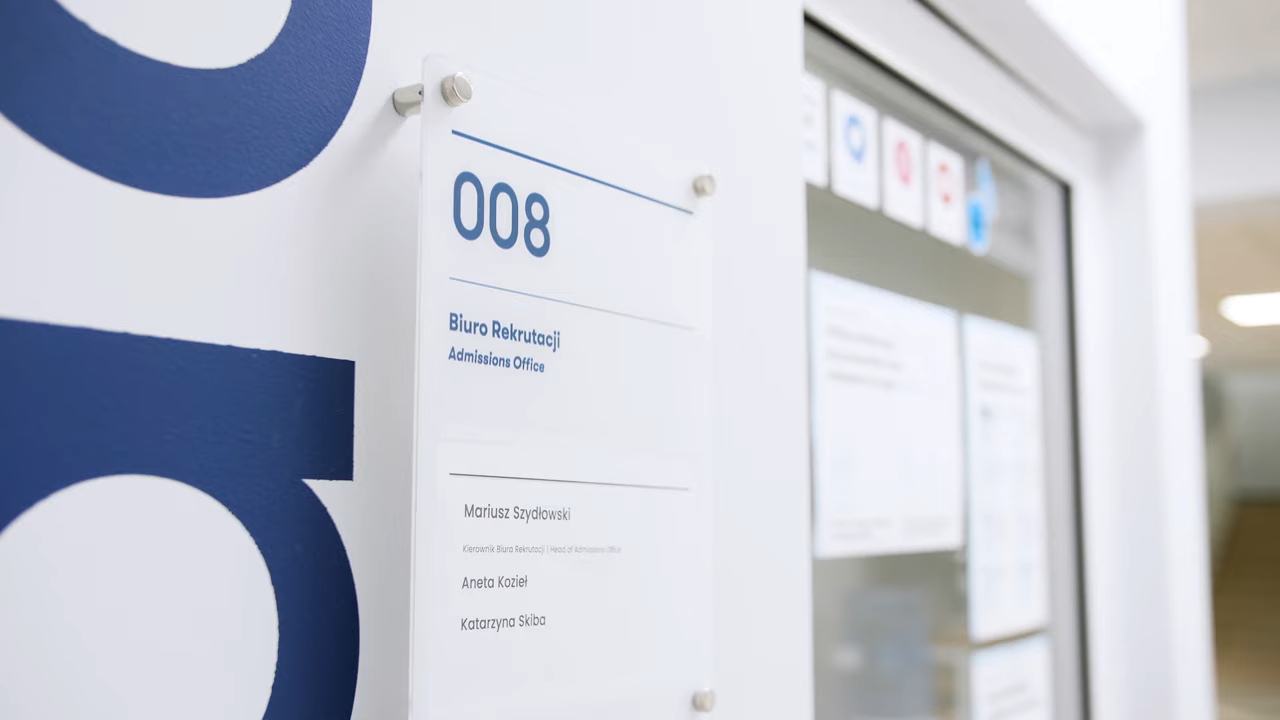 008
Biuro Rekrutacji
Admissions Office
Mariusz Szydłowski
Kierownik Biura Rekrutacji | Head of Admissions Office
Aneta Kozieł
Katarzyna Skiba